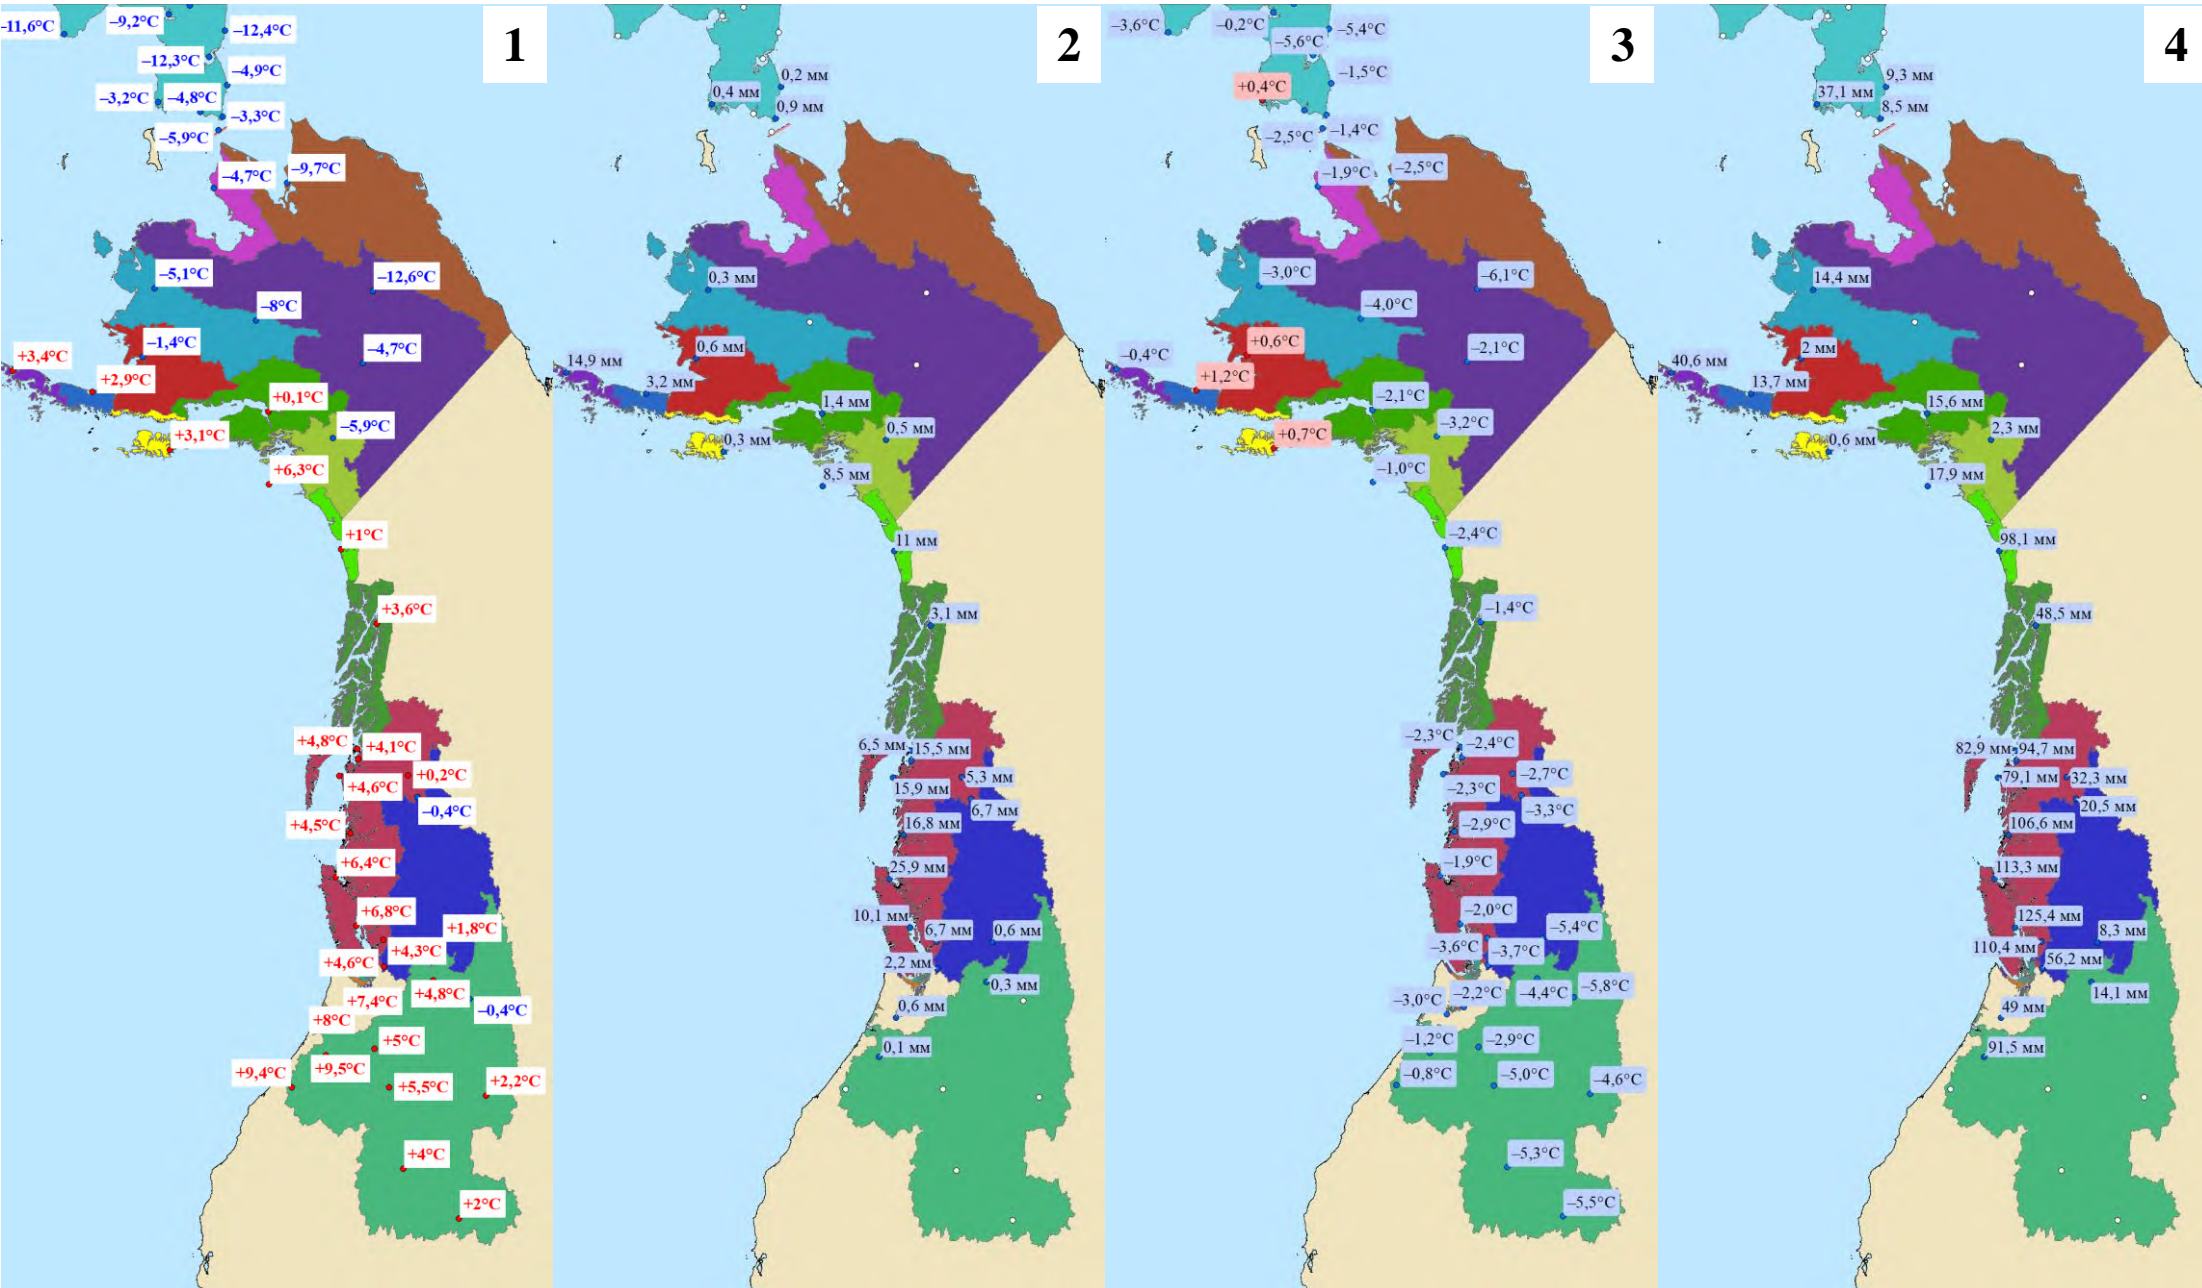 1
–11,6°C
–9,2°C
–12,4°C
–12,3°C
–4,9°C
–3,2°C
–4,8°C
–3,3°C
–5,9°C
–4,7°C
–9,7°C
–5,1°C
–12,6°C
–8°C
–1,4°C
–4,7°C
+3,4°C
+2,9°C
+0,1°C
–5,9°C
+3,1°C
+6,3°C
+1°C
+3,6°C
+4,8°C
+4,1°C
+0,2°C
+4,6°C
–0,4°C
+4,5°C
+6,4°C
+6,8°C
+1,8°C
+4,3°C
+4,6°C
+4,8°C
+7,4°C
–0,4°C
+8°C
+5°C
+9,5°C
+9,4°C
+5,5°C
+2,2°C
+4°C
+2°C
2
0,2 мм
0,4 мм
0,9 мм
0,3 мм
0,6 мм
14,9 мм
3,2 мм
1,4 мм
0,5 мм
0,3 мм
8,5 мм
11 мм
3,1 мм
6,5 мм
15,5 мм
5,3 мм
15,9 мм
6,7 мм
16,8 мм
25,9 мм
10,1 мм
6,7 мм
0,6 мм
2,2 мм
0,3 мм
0,6 мм
0,1 мм
3
–3,6°C
–0,2°C
–5,4°C
–5,6°C
–1,5°C
+0,4°C
–1,4°C
–2,5°C
–1,9°C
–2,5°C
–3,0°C
–6,1°C
–4,0°C
+0,6°C
–2,1°C
–0,4°C
+1,2°C
–2,1°C
–3,2°C
+0,7°C
–1,0°C
–2,4°C
–1,4°C
–2,3°C
–2,4°C
–2,7°C
–2,3°C
–3,3°C
–2,9°C
–1,9°C
–2,0°C
–5,4°C
–3,6°C
–3,7°C
–4,4°C
–5,8°C
–2,2°C
–3,0°C
–1,2°C
–2,9°C
–0,8°C
–5,0°C
–4,6°C
–5,3°C
–5,5°C
4
9,3 мм
37,1 мм
8,5 мм
14,4 мм
2 мм
40,6 мм
13,7 мм
15,6 мм
2,3 мм
0,6 мм
17,9 мм
98,1 мм
48,5 мм
82,9 мм
94,7 мм
79,1 мм
32,3 мм
20,5 мм
106,6 мм
113,3 мм
125,4 мм
8,3 мм
110,4 мм
56,2 мм
14,1 мм
49 мм
91,5 мм